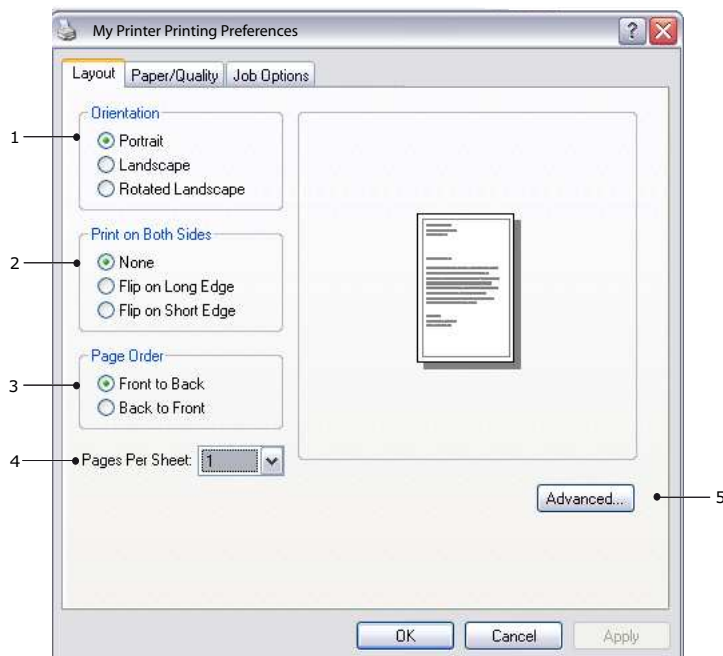 My Printer Printing Preferences
Layout
Paper/Quality
Job Options
Orientation
1
Portrait
Landscape
Rotated Landscape
Print on Both Sides
2
None
Flip on Long Edge
Flip on Short Edge
Page Order
3
Front to Back
Back to Front
4
Pages Per Sheet: 1
Advanced...
5
OK
Cancel
Apply